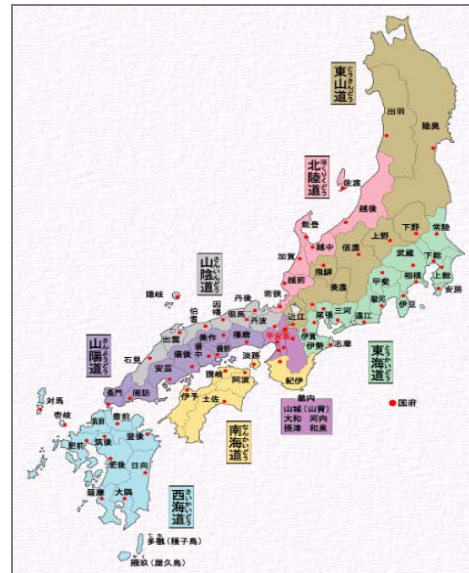 東山道
とうさんどう
出羽
陸奥
北陸道
ほくりくどう
佐渡
越後
能登
越中
加賀
越前
若狭
信濃
上野
下野
常陸
武蔵
下総
上総
安房
相模
甲斐
飛騨
美濃
駿河
伊豆
近江
尾張
三河
遠江
伊賀
伊勢
志摩
東海道
とうかいどう
山陰道
さんいんどう
隠岐
丹後
因幡
但馬
丹波
伯耆
出雲
石見
山陽道
さんようどう
美作
播磨
備中
備後
安芸
周防
長門
淡路
讃岐
阿波
伊予
土佐
紀伊
南海道
なんかいどう
畿内
山城(山背)
大和 河内
摂津 和泉
国府
対馬
壱岐
豊前
肥前
筑後
豊後
肥後
日向
薩摩
大隅
西海道
さいかいどう
多禰(種子島)
掖玖(屋久島)